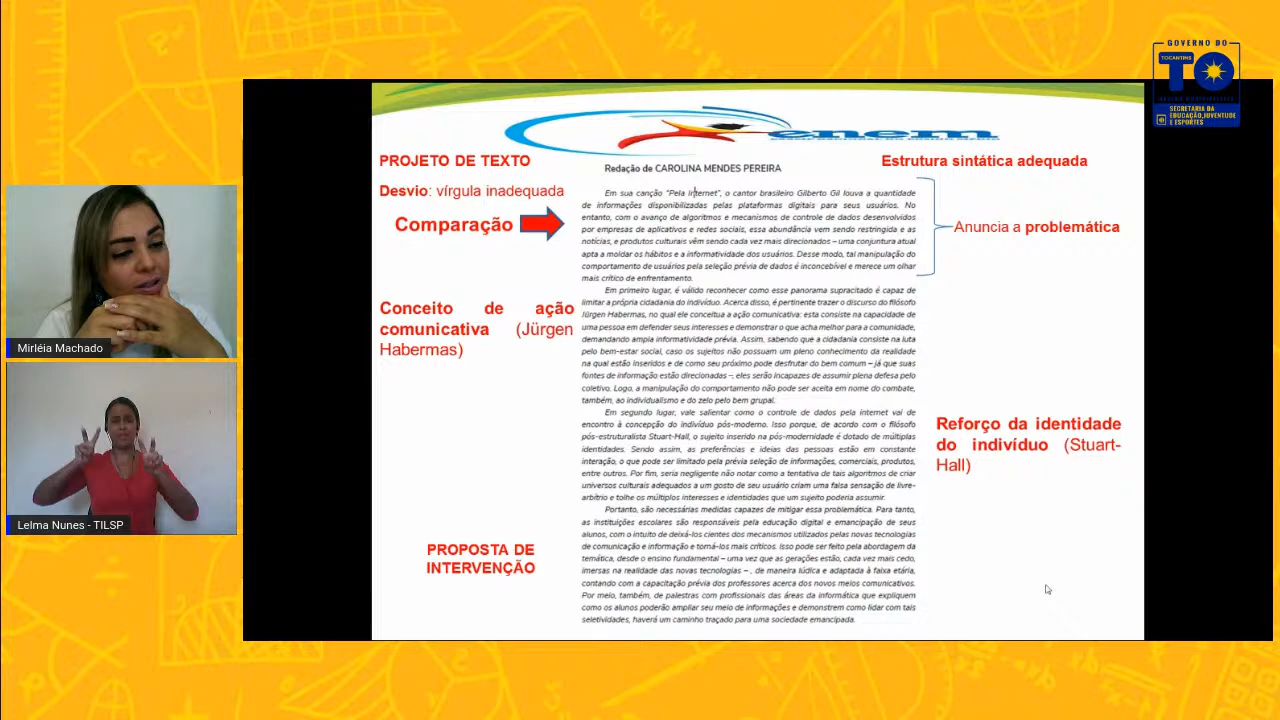 GOVERNO DO
TOCANTINS
TO
SECRETARIA DA
EDUCAÇÃO, JUVENTUDE
E ESPORTES
enem
PROJETO DE TEXTO
Desvio: vírgula inadequada
Comparação
Redação de CAROLINA MENDES PEREIRA
Estrutura sintática adequada
Anuncia a problemática
Em sua canção "Pela Internet", o cantor brasileiro Gilberto Gil louva a quantidade
de informações disponibilizadas pelas plataformas digitais para seus usuários. No
entanto, com o avanço de algoritmos e mecanismos de controle de dados desenvolvidos
por empresas de aplicativos e redes sociais, essa abundância vem sendo restringida e as
notícias, e produtos culturais vêm sendo cada vez mais direcionados – uma conjuntura atual
apta a moldar os hábitos e a informatividade dos usuários. Desse modo, tal manipulação do
comportamento de usuários pela seleção prévia de dados é inconcebível e merece um olhar
mais crítico de enfrentamento.
Conceito de ação
comunicativa (Jürgen
Habermas)
Em primeiro lugar, é válido reconhecer como esse panorama supracitado é capaz de
limitar a própria cidadania do indivíduo. Acerca disso, é pertinente trazer o discurso do filósofo
Jürgen Habermas, no qual ele conceitua a ação comunicativa: esta consiste na capacidade de
uma pessoa em defender seus interesses e demonstrar o que acha melhor para a comunidade,
demandando ampla informatividade prévia. Assim, sabendo que a cidadania consiste na luta
pelo bem-estar social, caso os sujeitos não possuam um pleno conhecimento da realidade
na qual estão inseridos e de como seu próximo pode desfrutar do bem comum – já que suas
fontes de informação estão direcionadas –, eles serão incapazes de assumir plena defesa pelo
coletivo. Logo, a manipulação do comportamento não pode ser aceita em nome do combate,
também, ao individualismo e do zelo pelo bem grupal.
Em segundo lugar, vale salientar como o controle de dados pela internet vai de
encontro à concepção do indivíduo pós-moderno. Isso porque, de acordo com o filósofo
pós-estruturalista Stuart-Hall, o sujeito inserido na pós-modernidade é dotado de múltiplas
identidades. Sendo assim, as preferências e ideias das pessoas estão em constante
interação, o que pode ser limitado pela prévia seleção de informações, comerciais, produtos,
entre outros. Por fim, seria negligente não notar como a tentativa de tais algoritmos de criar
universos culturais adequados a um gosto de seu usuário criam uma falsa sensação de livre-
arbítrio e tolhe os múltiplos interesses e identidades que um sujeito poderia assumir.
Reforço da identidade
do indivíduo (Stuart-
Hall)
PROPOSTA DE
INTERVENÇÃO
Portanto, são necessárias medidas capazes de mitigar essa problemática. Para tanto,
as instituições escolares são responsáveis pela educação digital e emancipação de seus
alunos, com o intuito de deixá-los cientes dos mecanismos utilizados pelas novas tecnologias
de comunicação e informação e torná-los mais críticos. Isso pode ser feito pela abordagem da
temática, desde o ensino fundamental – uma vez que as gerações estão, cada vez mais cedo,
imersas na realidade das novas tecnologias – , de maneira lúdica e adaptada à faixa etária,
contando com a capacitação prévia dos professores acerca dos novos meios comunicativos.
Por meio, também, de palestras com profissionais das áreas da informática que expliquem
como os alunos poderão ampliar seu meio de informações e demonstrem como lidar com tais
seletividades, haverá um caminho traçado para uma sociedade emancipada.
Mirléia Machado
Lelma Nunes - TILSP